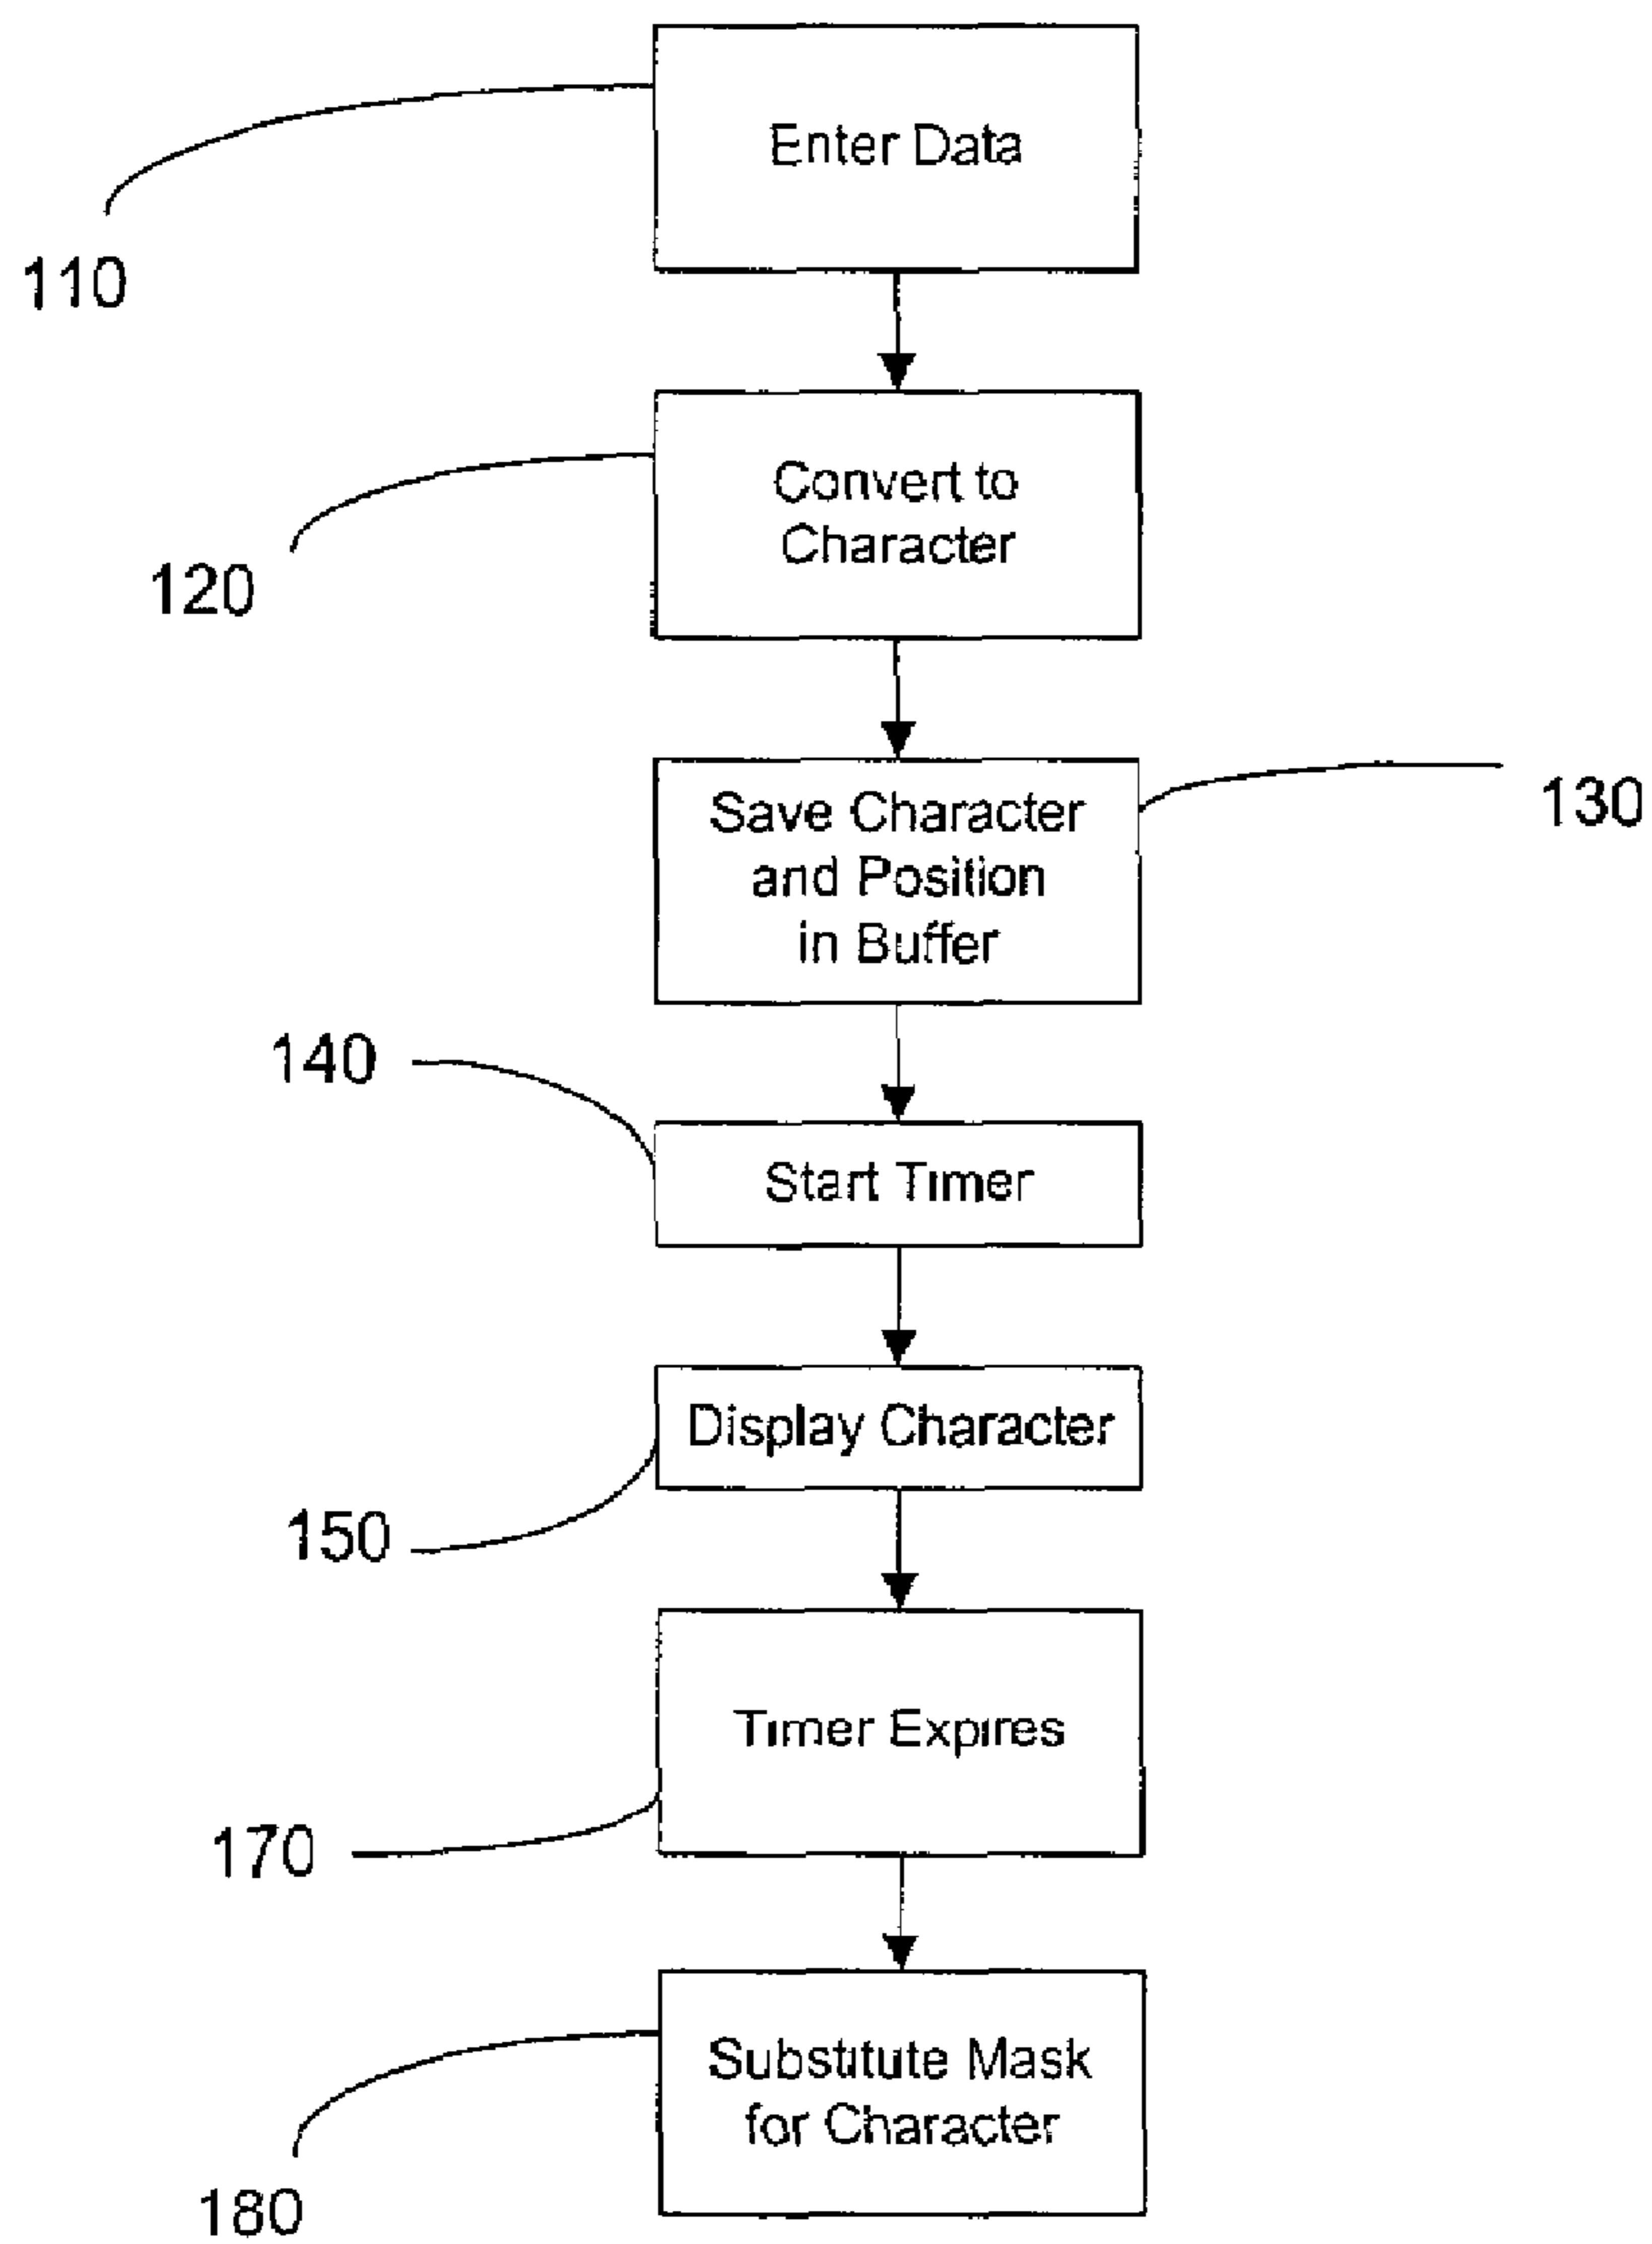 Enter Data
110
Convert to
Character
120
Save Character
and Position
in Buffer
130
140
Start Timer
Display Character
150
Timer Expires
170
Substitute Mask
for Character
180